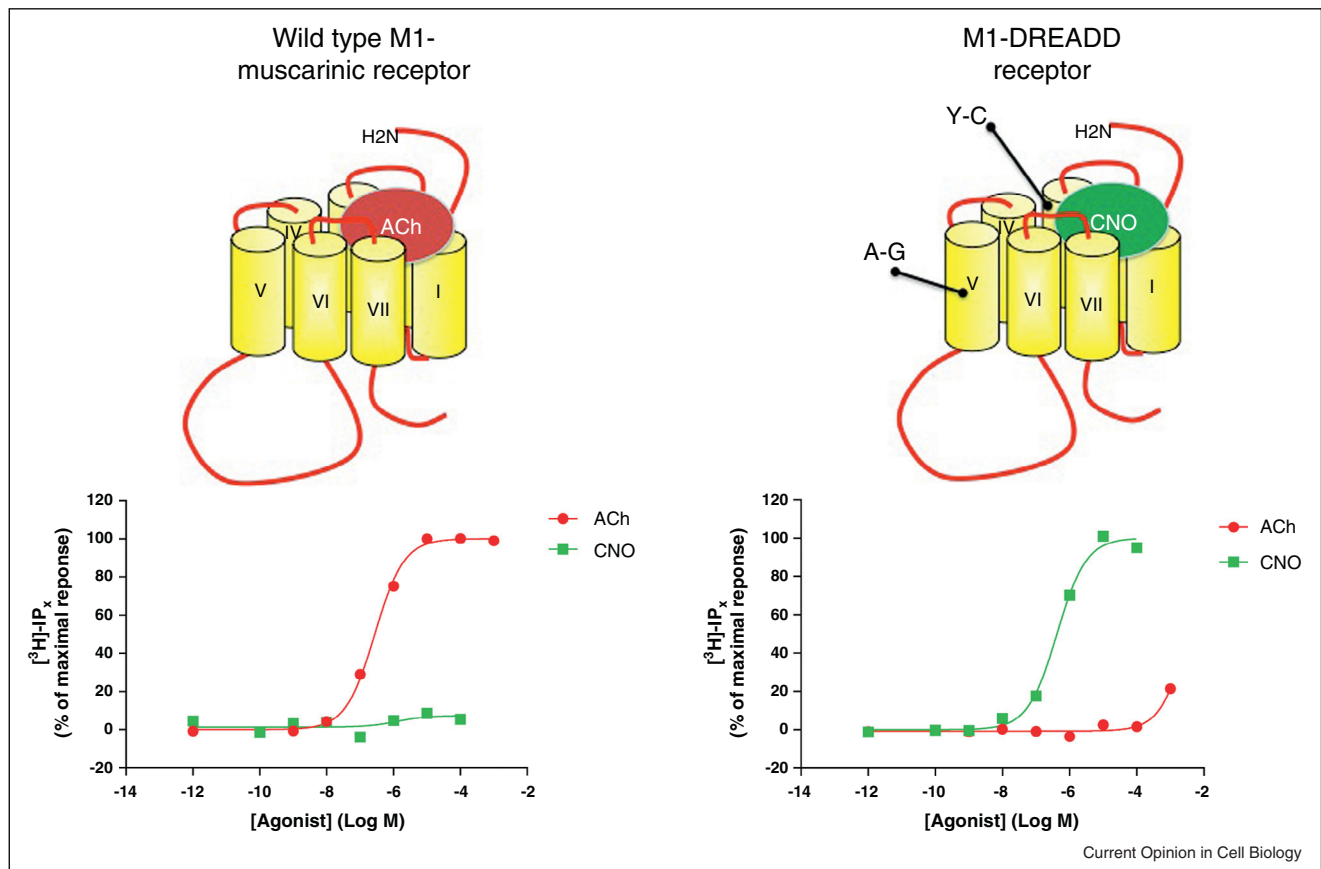 Wild type M1-
muscarinic receptor
H2N
ACh
IV
V
VI
VII
I
120
100
80
60
40
20
0
-20
-14
-12
-10
-8
-6
-4
-2
[³H]-IPₓ
(% of maximal reponse)
[Agonist] (Log M)
ACh
CNO
M1-DREADD
receptor
Y-C
H2N
CNO
IV
A-G
V
VI
VII
I
120
100
80
60
40
20
0
-20
-14
-12
-10
-8
-6
-4
-2
[³H]-IPₓ
(% of maximal reponse)
[Agonist] (Log M)
ACh
CNO
Current Opinion in Cell Biology